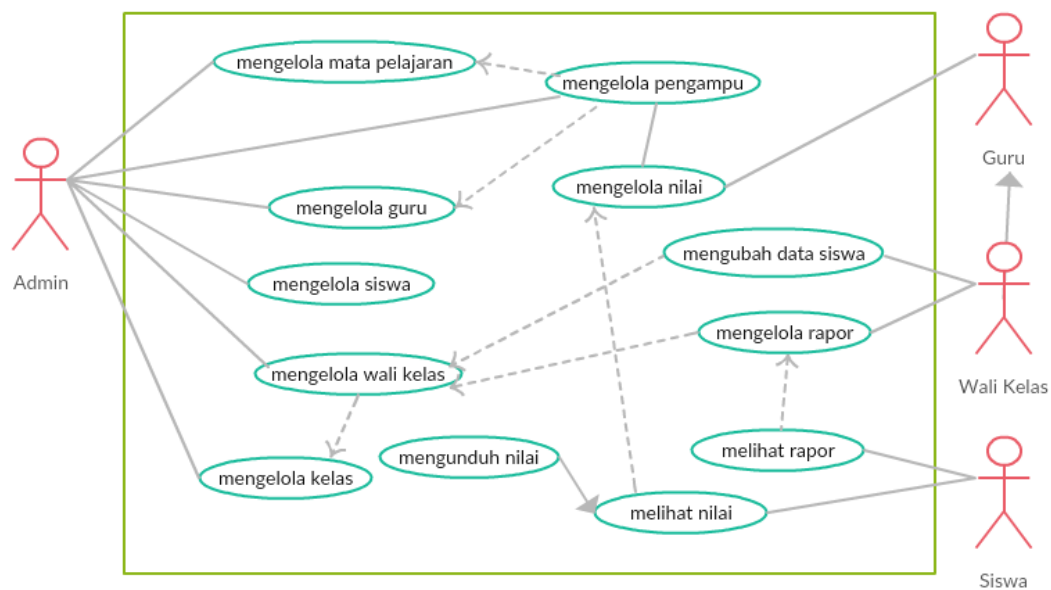 mengelola mata pelajaran
mengelola pengampu
Guru
mengelola nilai
mengelola guru
mengubah data siswa
Admin
mengelola siswa
mengelola rapor
mengelola wali kelas
Wali Kelas
melihat rapor
mengunduh nilai
mengelola kelas
melihat nilai
Siswa